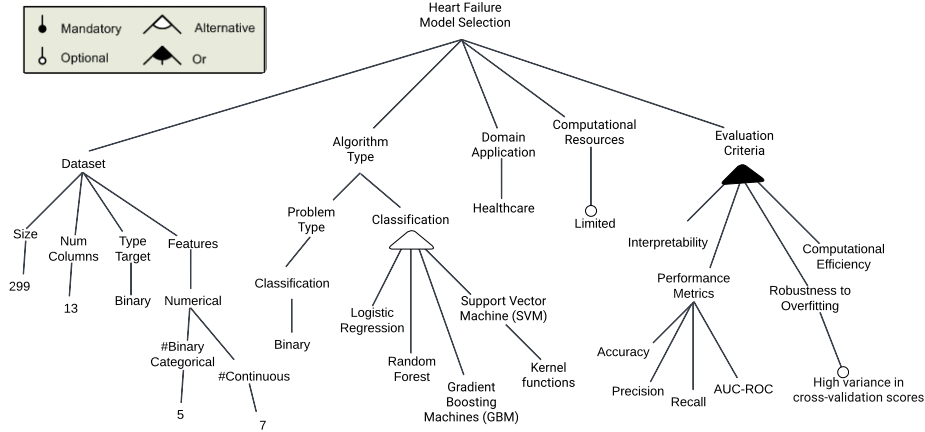 Mandatory
Alternative
Optional
Or
Heart Failure
Model Selection
Dataset
Algorithm
Type
Domain
Application
Computational
Resources
Evaluation
Criteria
Size
Num
Columns
Type
Target
Features
299
13
Binary
Numerical
#Binary
Categorical
#Continuous
5
7
Problem
Type
Classification
Classification
Binary
Logistic
Regression
Random
Forest
Gradient
Boosting
Machines (GBM)
Support Vector
Machine (SVM)
Kernel
functions
Healthcare
Limited
Interpretability
Performance
Metrics
Robustness to
Overfitting
Computational
Efficiency
Accuracy
Precision
Recall
AUC-ROC
High variance in
cross-validation scores